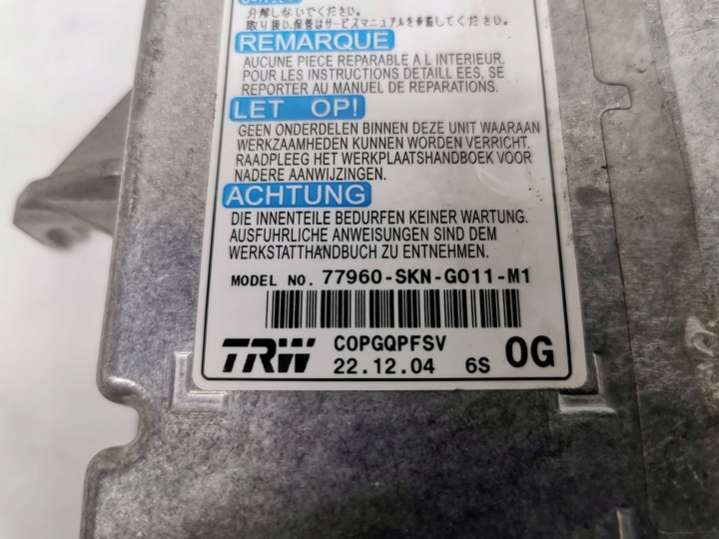 分解しないでください。
取り扱い、保管はサービスマニュアルを参照してください。
REMARQUE
AUCUNE PIECE REPARABLE A L INTERIEUR.
POUR LES INSTRUCTIONS DETAILL EES, SE
REPORTER AU MANUEL DE REPARATIONS.
LET OP!
GEEN ONDERDELEN BINNEN DEZE UNIT WAARAAN
WERKZAAMHEDEN KUNNEN WORDEN VERRICHT.
RAADPLEEG HET WERKPLAATSHANDBOEK VOOR
NADERE AANWIJZINGEN.
ACHTUNG
DIE INNENTEILE BEDURFEN KEINER WARTUNG.
AUSFUHRLICHE ANWEISUNGEN SIND DEM
WERKSTATTHANDBUCH ZU ENTNEHMEN.
MODEL NO. 77960-SKN-G011-M1
TRW C0PGQPFSV
22.12.04 6S 0G